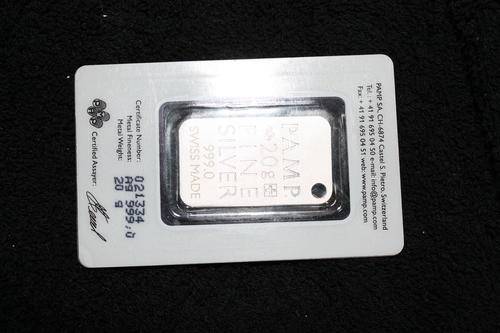 PAMP SA, CH-6874 Castel S. Pietro, Switzerland
Tel.: + 41 91 695 04 50 e-mail: info@pamp.com
Fax: + 41 91 695 04 51 web: www.pamp.com
PAMP
20g
FINE
SILVER
999.0
SWISS MADE
Certificate Number: 021334
Metal Fineness: Ag 999,0
Metal Weight: 20 g
Certified Assayer: